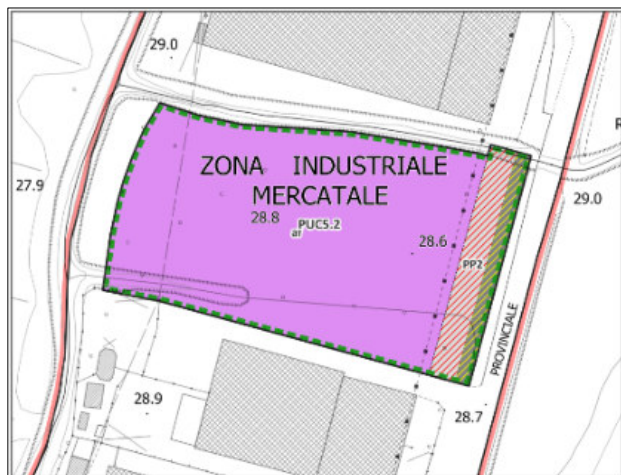 29.0
R
ZONA INDUSTRIALE
MERCATALE
27.9
28.8
PUC5.2
af
28.6
29.0
PP2
PROVINCIALE
28.9
28.7